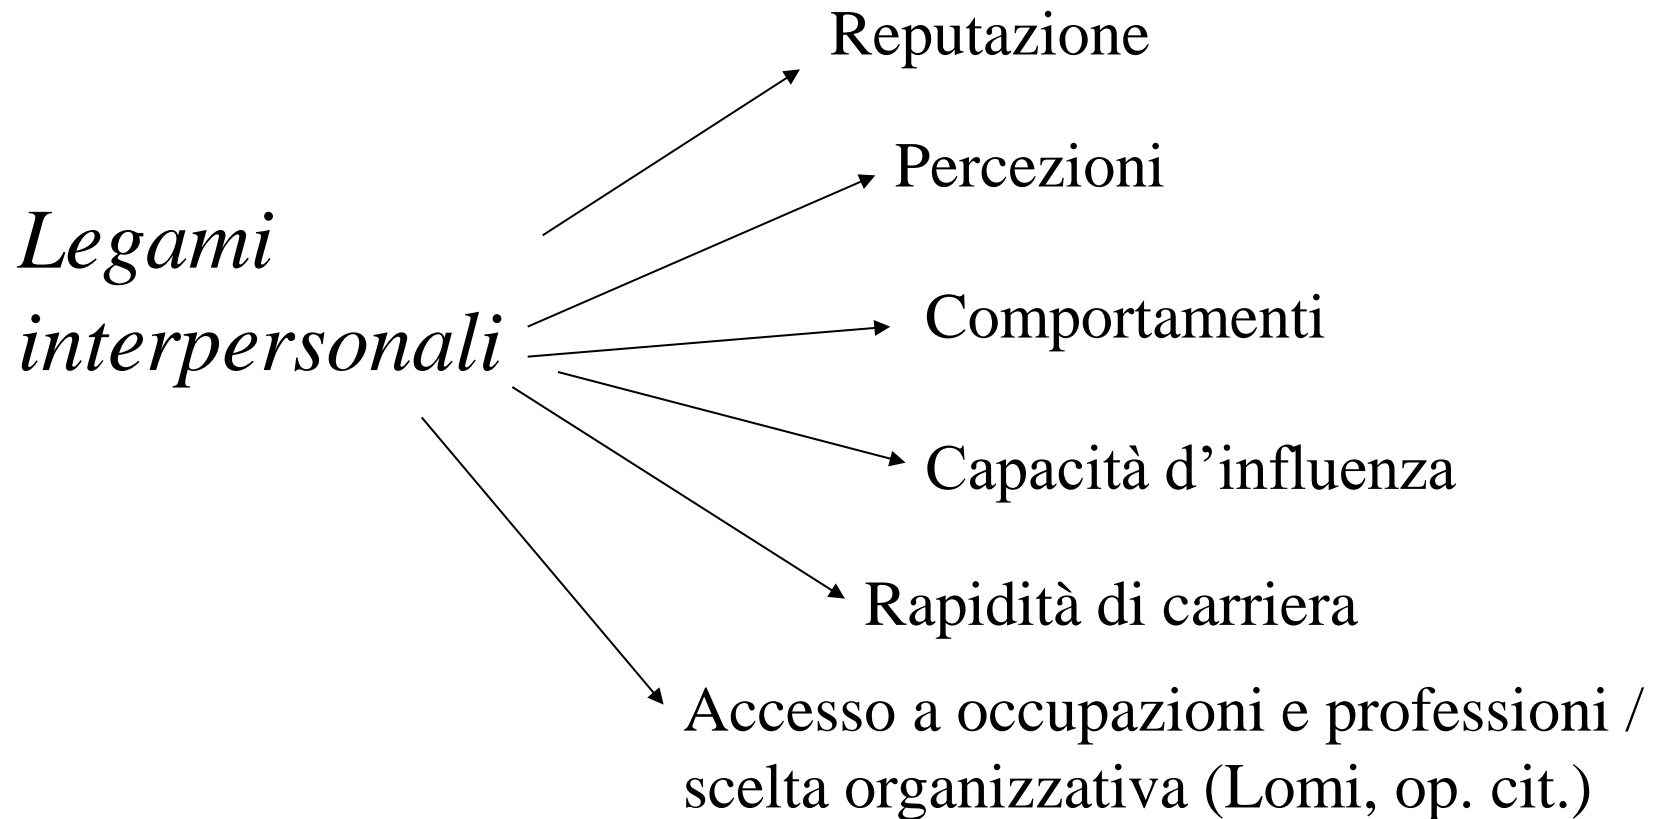 Reputazione
Percezioni
Legami
interpersonali
Comportamenti
Capacità d’influenza
Rapidità di carriera
Accesso a occupazioni e professioni /
scelta organizzativa (Lomi, op. cit.)